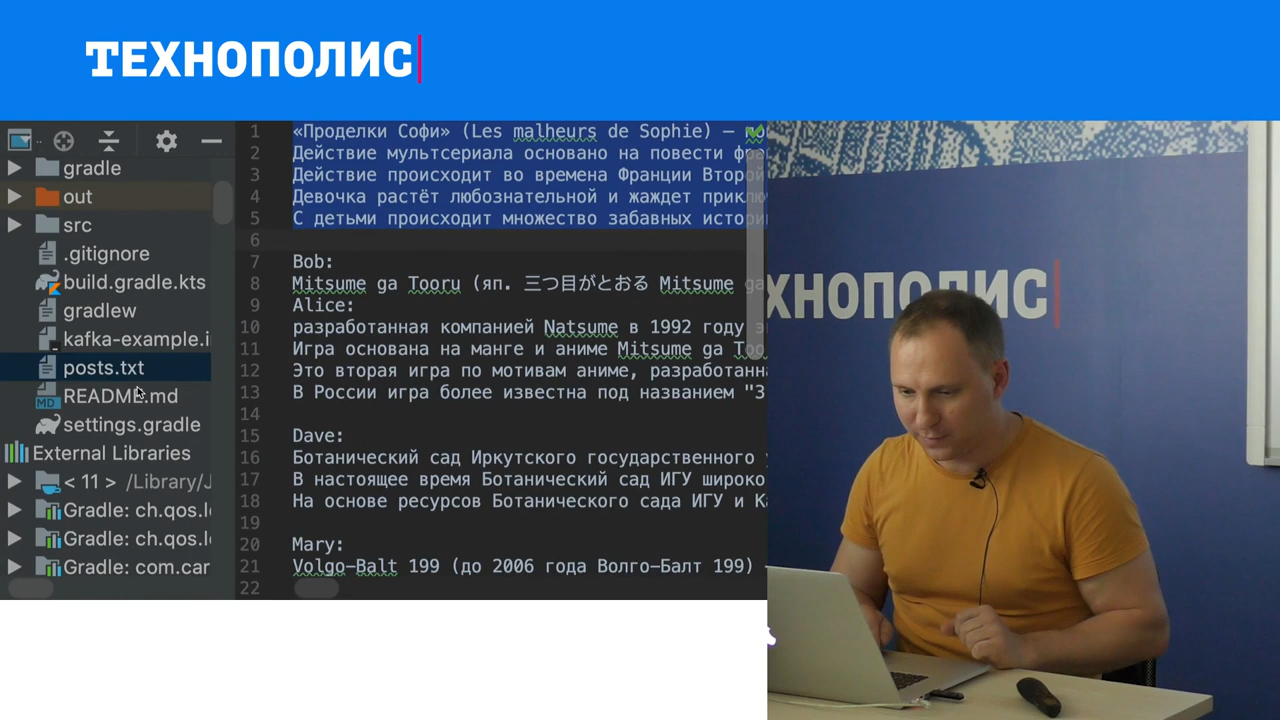 ТЕХНОПОЛИС
gradle
out
src
.gitignore
build.gradle.kts
gradlew
kafka-example.i
posts.txt
README.md
settings.gradle
External Libraries
< 11 > /Library/J
Gradle: ch.qos.l
Gradle: ch.qos.l
Gradle: com.car
1 «Проделки Софи» (Les malheurs de Sophie) —
2 Действие мультсериала основано на повести
3 Действие происходит во времена Франции Второй
4 Девочка растёт любознательной и жаждет приклю
5 С детьми происходит множество забавных истори
6
7 Bob:
8 Mitsume ga Tooru (яп. 三つ目がとおる Mitsume ga
9 Alice:
10 разработанная компанией Natsume в 1992 году
11 Игра основана на манге и аниме Mitsume ga Too
12 Это вторая игра по мотивам аниме, разработанн
13 В России игра более известна под названием "З
14
15 Dave:
16 Ботанический сад Иркутского государственного
17 В настоящее время Ботанический сад ИГУ широко
18 На основе ресурсов Ботанического сада ИГУ и Ка
19
20 Mary:
21 Volgo-Balt 199 (до 2006 года Волго-Балт 199)
22
ХНОПОЛИС